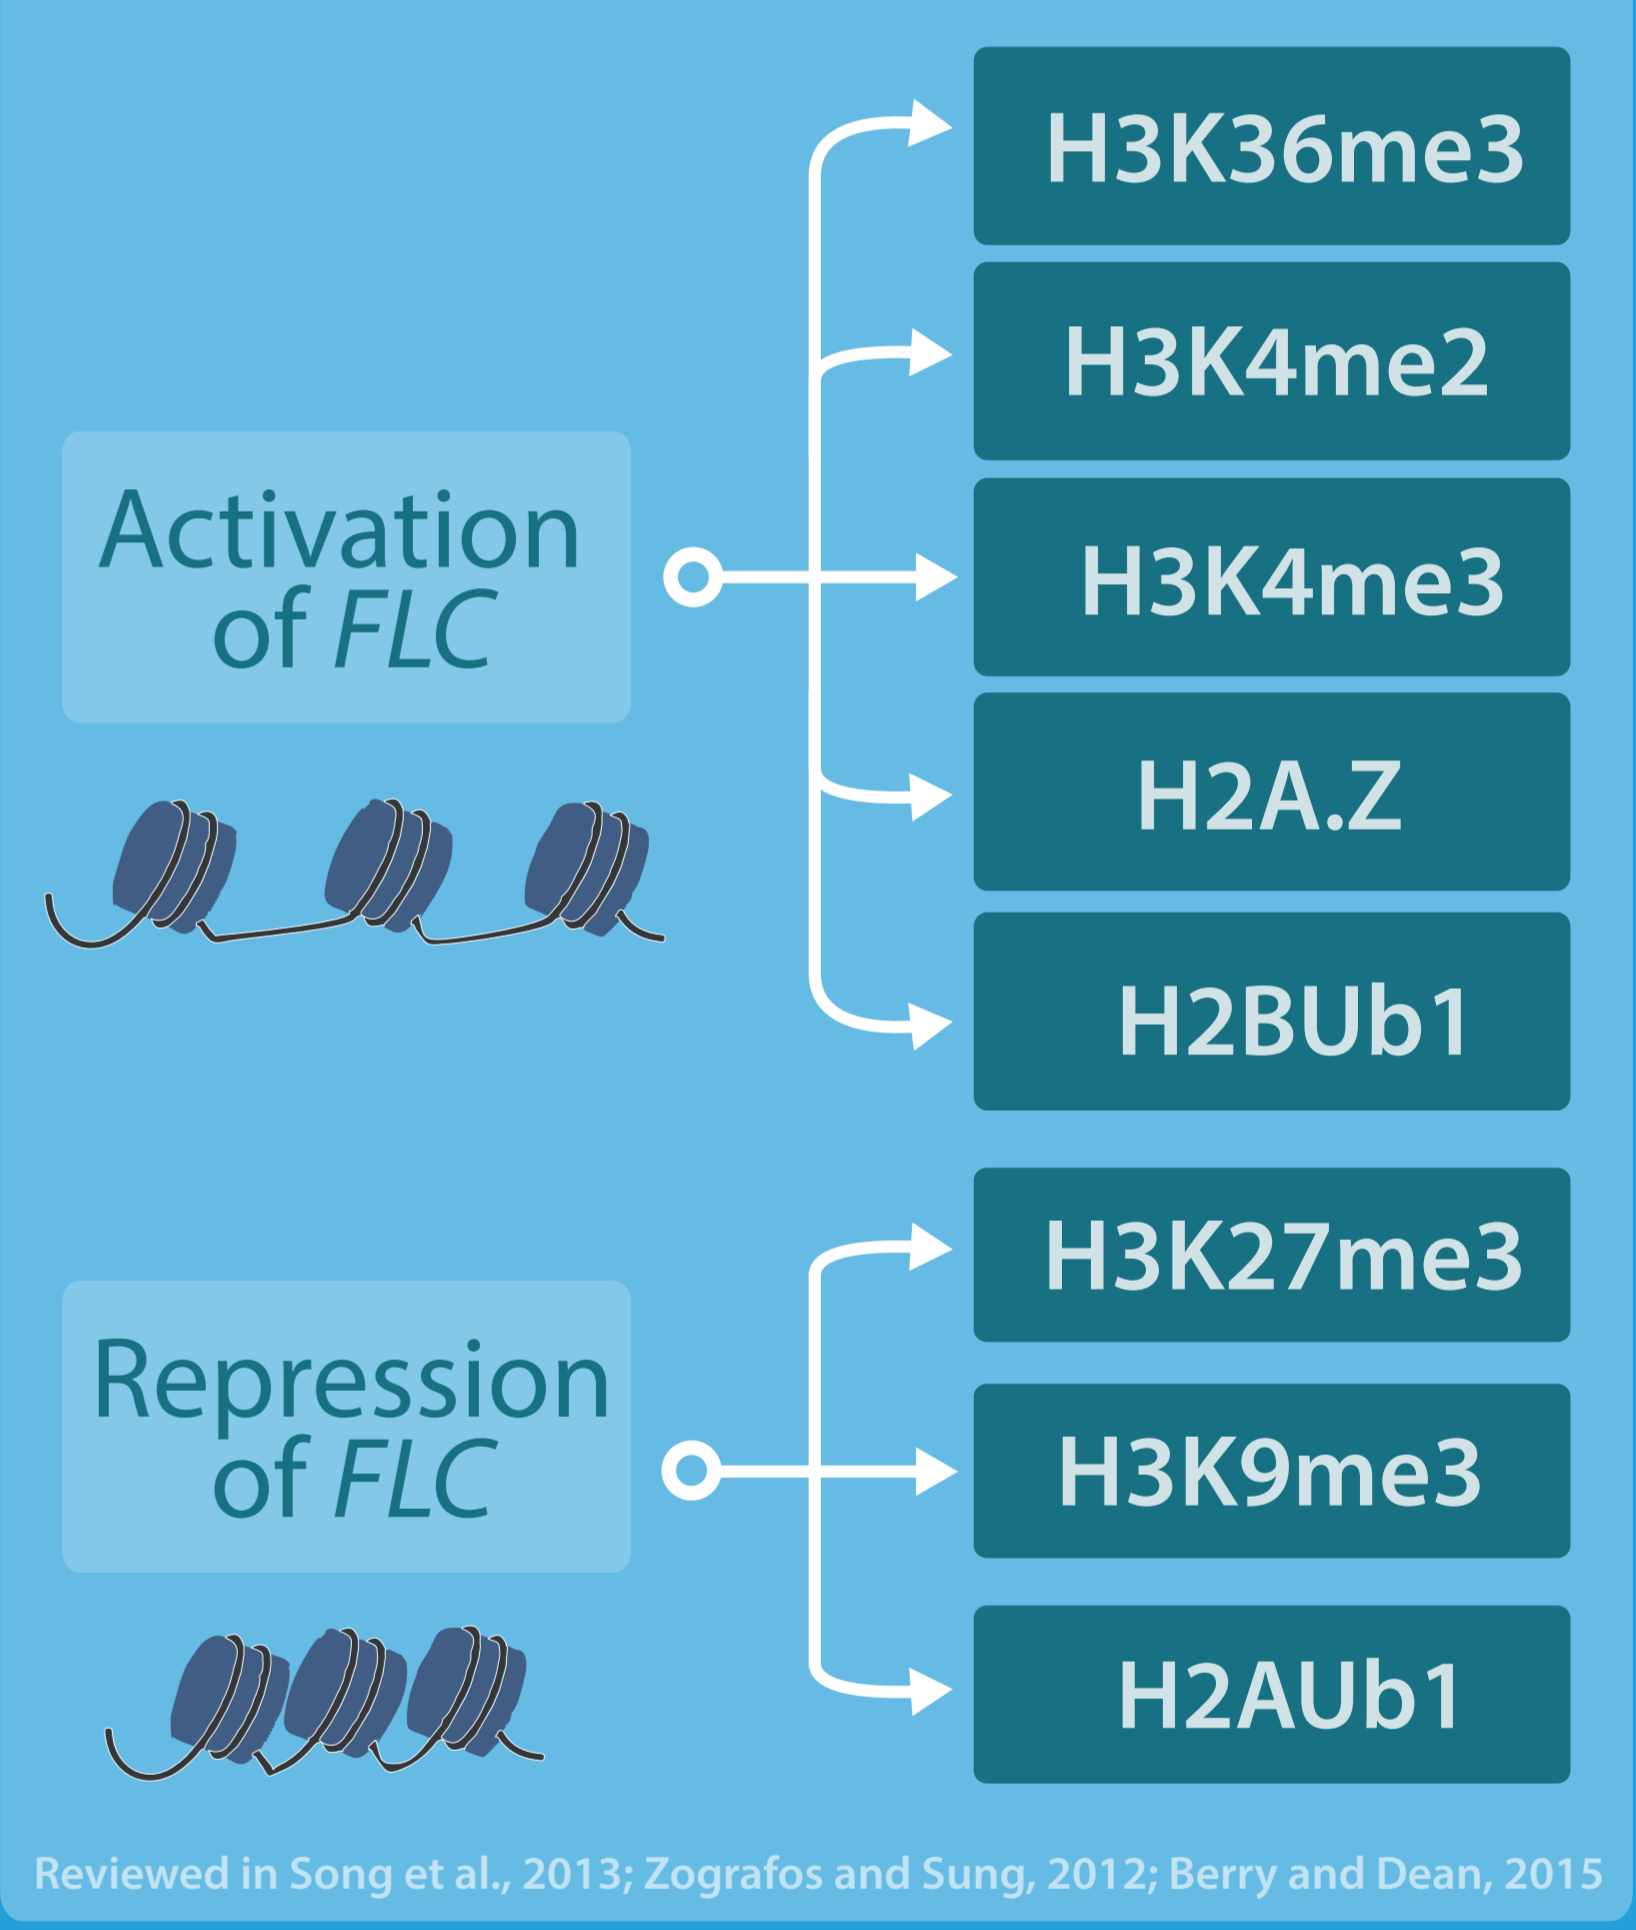 H3K36me3
H3K4me2
Activation
of FLC
H3K4me3
H2A.Z
H2BUb1
H3K27me3
Repression
of FLC
H3K9me3
H2AUb1
Reviewed in Song et al., 2013; Zografos and Sung, 2012; Berry and Dean, 2015